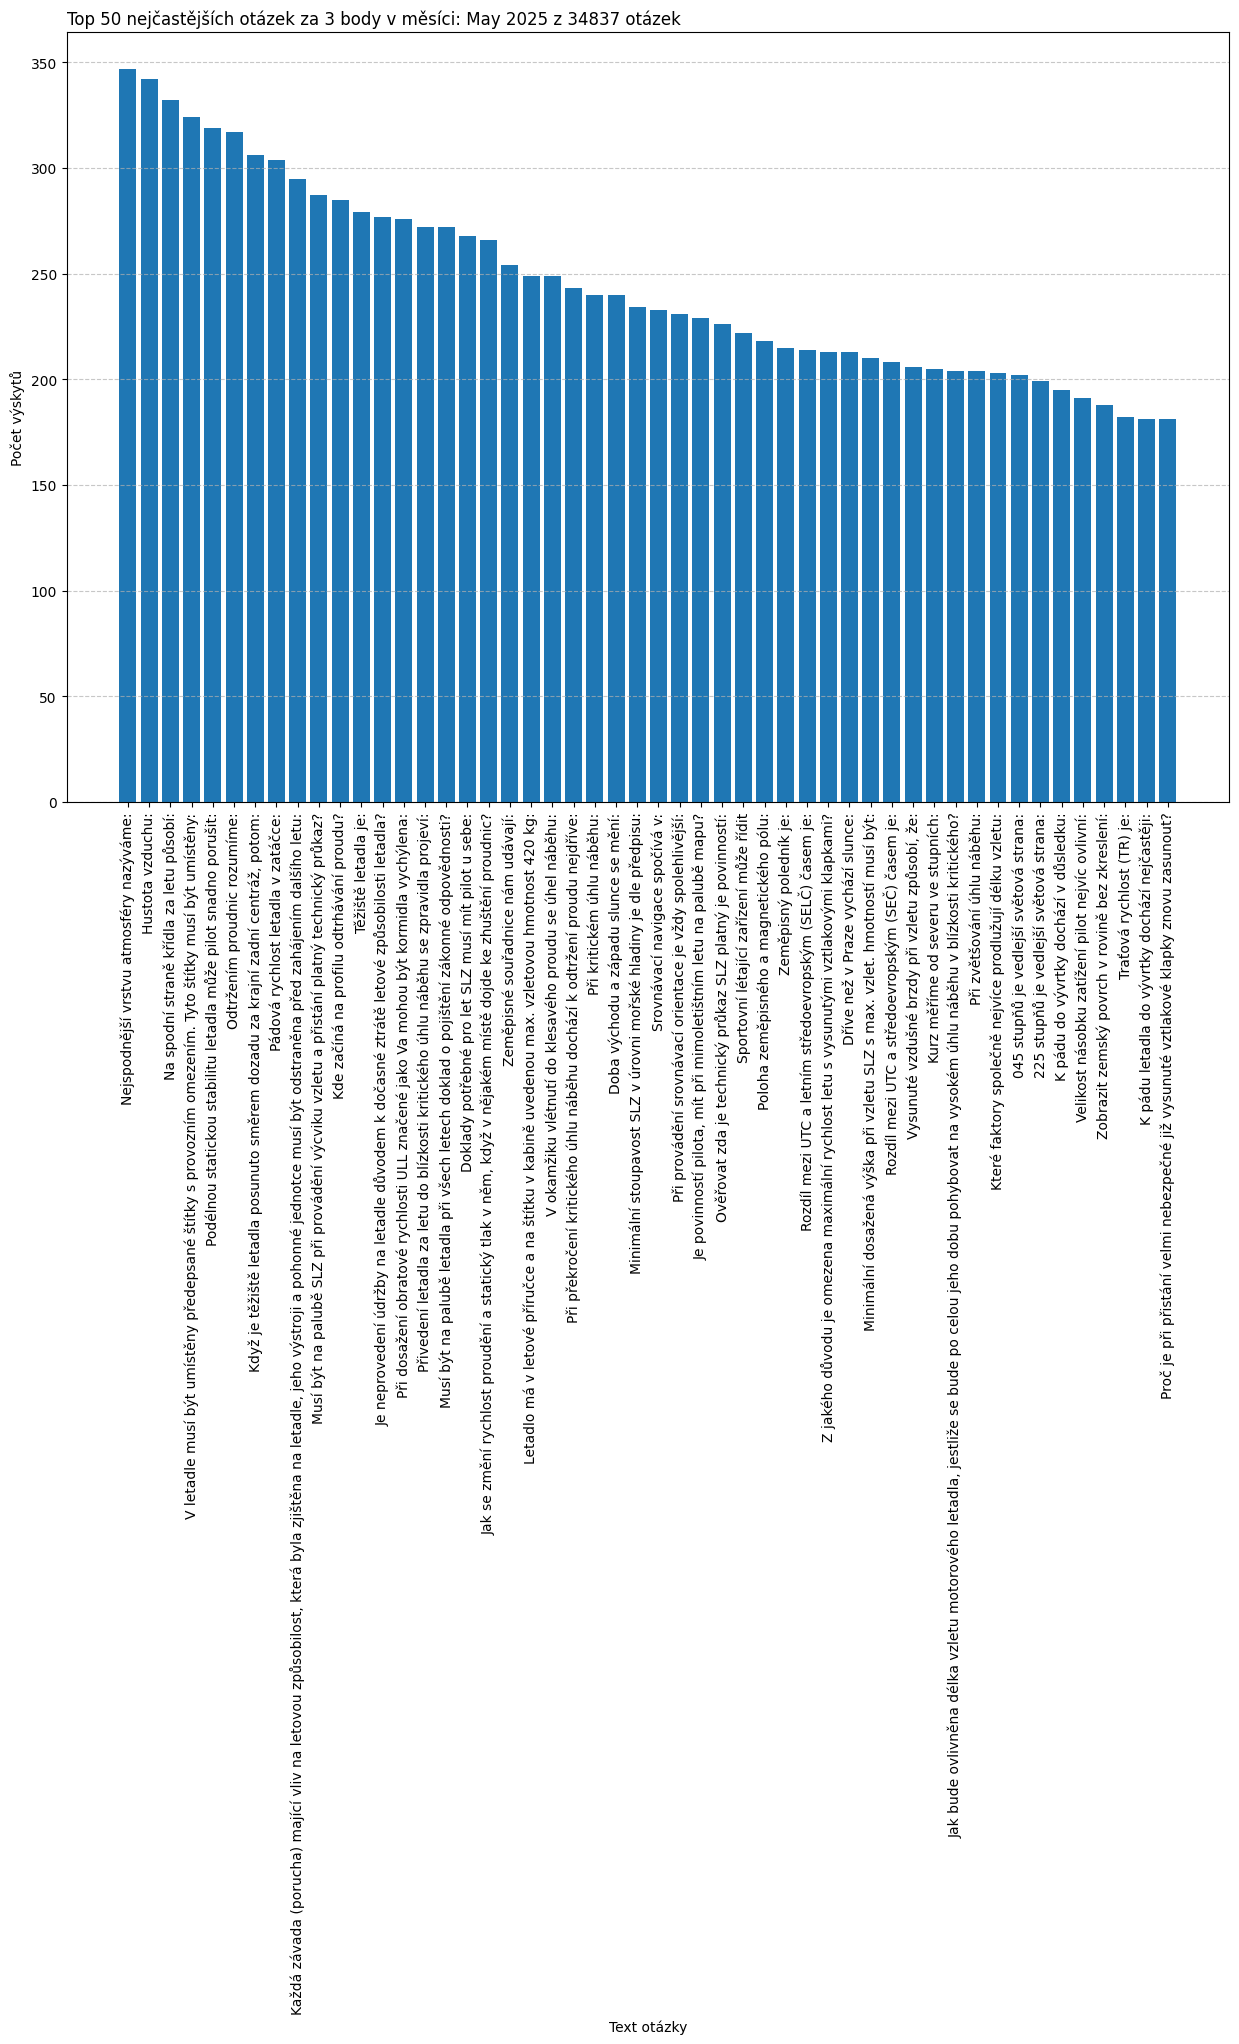 Top 50 nejčastějších otázek za 3 body v měsíci: May 2025 z 34837 otázek
Počet výskytů
350
300
250
200
150
100
50
0
Nejspodnější vrstvu atmosféry nazýváme:
Hustota vzduchu:
Na spodní straně křídla za letu působí:
V letadle musí být umístěny předepsané štítky s provozním omezením. Tyto štítky musí být umístěny:
Podélnou statickou stabilitu letadla může pilot snadno porušit:
Odtržením proudnic rozumíme:
Když je těžiště letadla posunuto směrem dozadu za krajní zadní centráž, potom:
Pádová rychlost letadla v zatáčce:
Každá závada (porucha) mající vliv na letovou způsobilost, která byla zjištěna na letadle, jeho výstroji a pohonné jednotce musí být odstraněna před zahájením dalšího letu:
Musí být na palubě SLZ při provádění výcviku vzletu a přistání platný technický průkaz?
Kde začíná na profilu odtrhávání proudu?
Těžiště letadla je:
Je neprovedení údržby na letadle důvodem k dočasné ztrátě letové způsobilosti letadla?
Při dosažení obratové rychlosti ULL značené jako Va mohou být kormidla vychýlena:
Přivedení letadla za letu do blízkosti kritického úhlu náběhu se zpravidla projeví:
Musí být na palubě letadla při všech letech doklad o pojištění zákonné odpovědnosti?
Doklady potřebné pro let SLZ musí mít pilot u sebe:
Jak se změní rychlost proudění a statický tlak v něm, když v nějakém místě dojde ke zhuštění proudnic?
Zeměpisné souřadnice nám udávají:
Letadlo má v letové příručce a na štítku v kabině uvedenou max. vzletovou hmotnost 420 kg:
V okamžiku vlétnutí do klesavého proudu se úhel náběhu:
Při překročení kritického úhlu náběhu dochází k odtržení proudu nejdříve:
Při kritickém úhlu náběhu:
Doba východu a západu slunce se mění:
Minimální stoupavost SLZ v úrovni mořské hladiny je dle předpisu:
Srovnávací navigace spočívá v:
Při provádění srovnávací orientace je vždy spolehlivější:
Je povinností pilota, mít při mimoletištním letu na palubě mapu?
Ověřovat zda je technický průkaz SLZ platný je povinností:
Sportovní létající zařízení může řídit
Poloha zeměpisného a magnetického pólu:
Zeměpisný poledník je:
Rozdíl mezi UTC a letním středoevropským (SELČ) časem je:
Z jakého důvodu je omezena maximální rychlost letu s vysunutými vztlakovými klapkami?
Dříve než v Praze vychází slunce:
Minimální dosažená výška při vzletu SLZ s max. vzlet. hmotností musí být:
Rozdíl mezi UTC a středoevropským (SEČ) časem je:
Vysunuté vzdušné brzdy při vzletu způsobí, že:
Kurz měříme od severu ve stupních:
Jak bude ovlivněna délka vzletu motorového letadla, jestliže se bude po celou jeho dobu pohybovat na vysokém úhlu náběhu v blízkosti kritického?
Při zvětšování úhlu náběhu:
Které faktory společně nejvíce prodlužují délku vzletu:
045 stupňů je vedlejší světová strana:
225 stupňů je vedlejší světová strana:
K pádu do vývrtky dochází v důsledku:
Velikost násobku zatížení pilot nejvíc ovlivní:
Zobrazit zemský povrch v rovině bez zkreslení:
Traťová rychlost (TR) je:
K pádu letadla do vývrtky dochází nejčastěji:
Proč je při přistání velmi nebezpečné již vysunuté vztlakové klapky znovu zasunout?
Text otázky